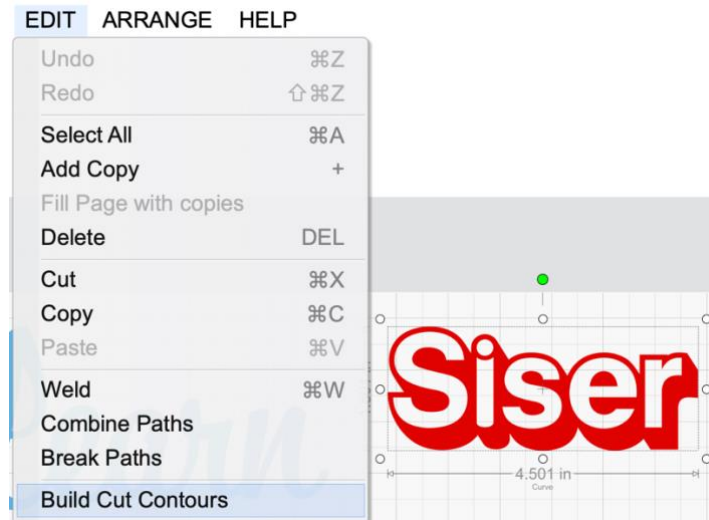 EDIT ARRANGE HELP
Undo ⌘Z
Redo ⇧⌘Z
Select All ⌘A
Add Copy +
Fill Page with copies
Delete DEL
Cut ⌘X
Copy ⌘C
Paste ⌘V
Weld ⌘W
Combine Paths
Break Paths
Build Cut Contours
Siser
4.501 in
Curve